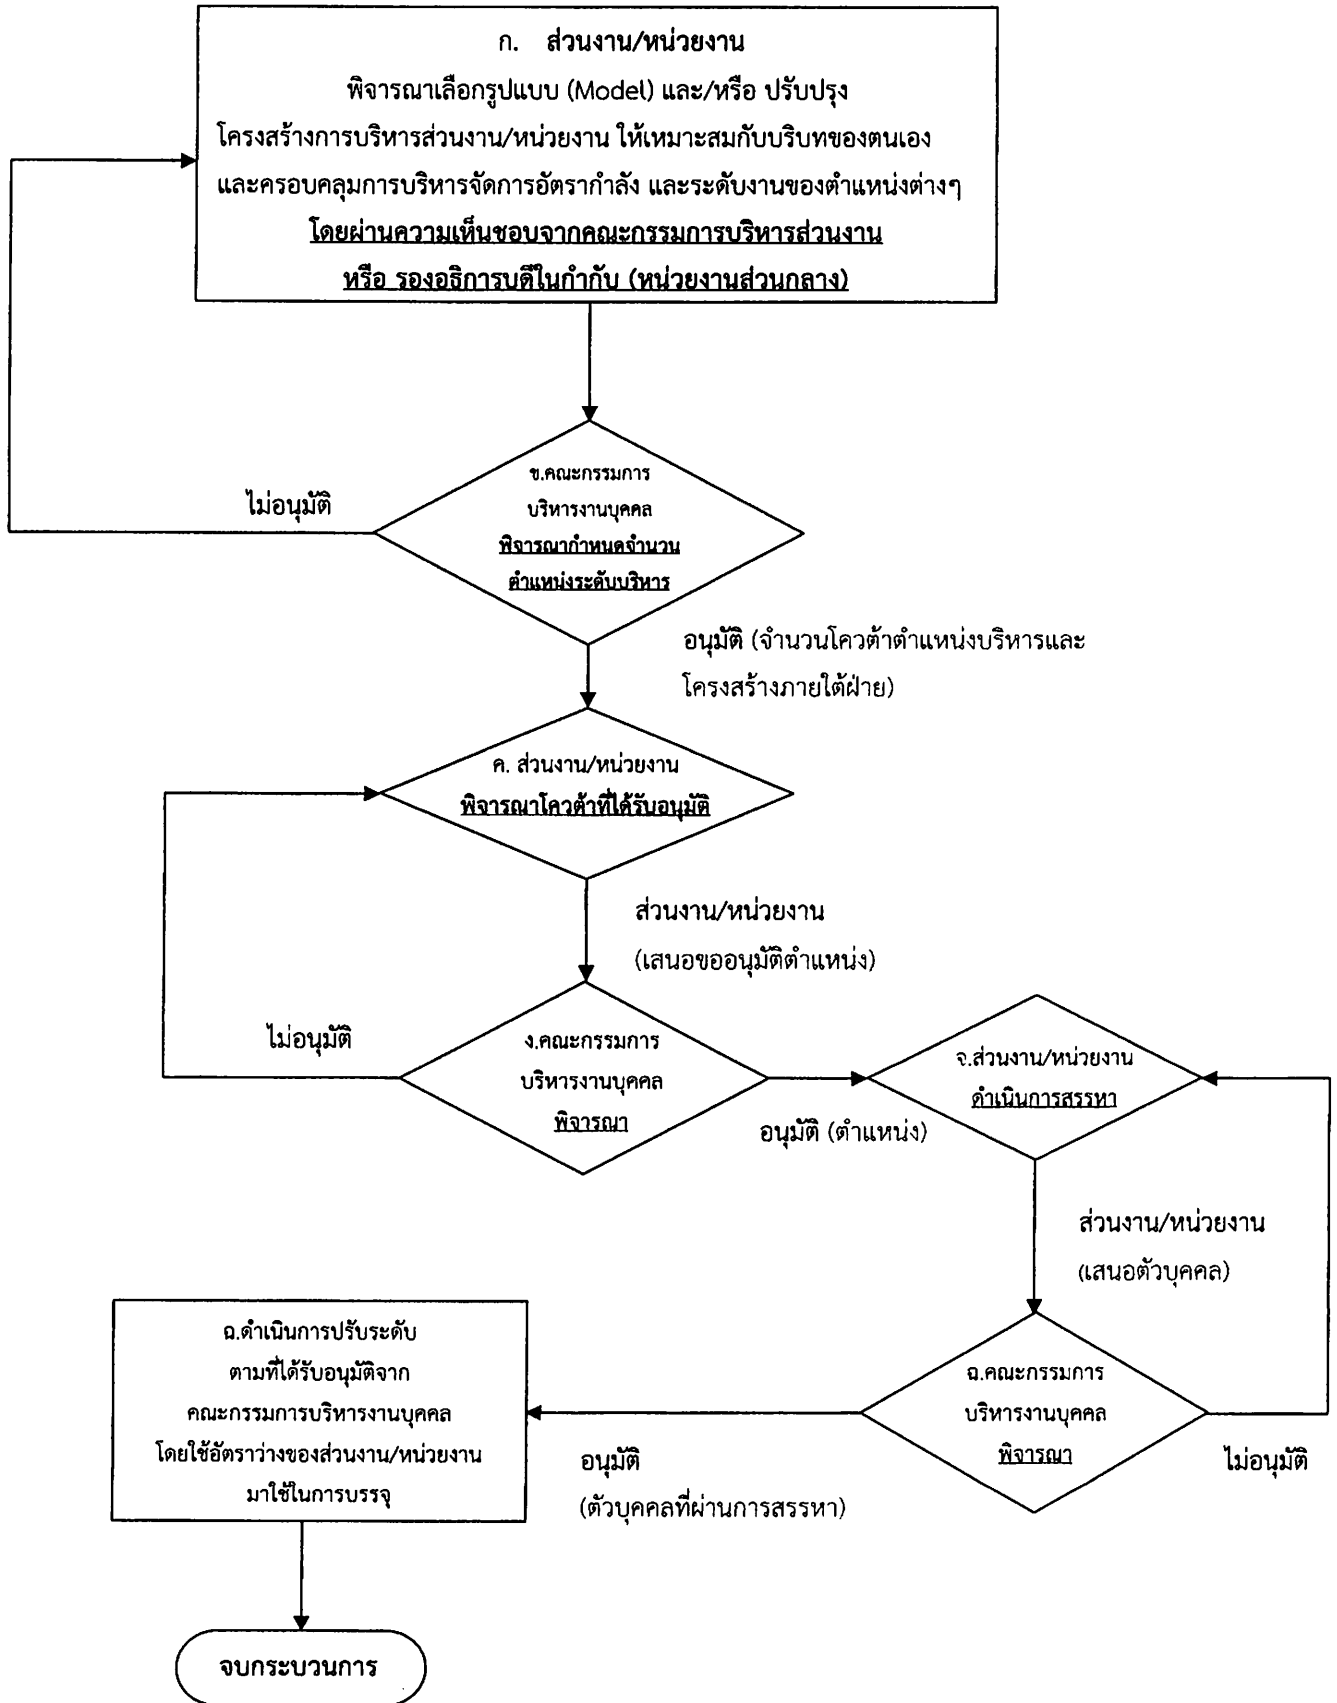 ก. ส่วนงาน/หน่วยงาน
พิจารณาเลือกรูปแบบ (Model) และ/หรือ ปรับปรุง
โครงสร้างการบริหารส่วนงาน/หน่วยงาน ให้เหมาะสมกับบริบทของตนเอง
และครอบคลุมการบริหารจัดการอัตรากำลัง และระดับงานของตำแหน่งต่างๆ
โดยผ่านความเห็นชอบจากคณะกรรมการบริหารส่วนงาน
หรือ รองอธิการบดีในกำกับ (หน่วยงานส่วนกลาง)
ข.คณะกรรมการ
บริหารงานบุคคล
พิจารณากำหนดจำนวน
ตำแหน่งระดับบริหาร
ไม่อนุมัติ
อนุมัติ (จำนวนโควต้าตำแหน่งบริหารและ
โครงสร้างภายใต้ฝ่าย)
ค. ส่วนงาน/หน่วยงาน
พิจารณาโควต้าที่ได้รับอนุมัติ
ส่วนงาน/หน่วยงาน
(เสนอขออนุมัติตำแหน่ง)
ไม่อนุมัติ
ง.คณะกรรมการ
บริหารงานบุคคล
พิจารณา
อนุมัติ (ตำแหน่ง)
จ.ส่วนงาน/หน่วยงาน
ดำเนินการสรรหา
ส่วนงาน/หน่วยงาน
(เสนอตัวบุคคล)
ฉ.คณะกรรมการ
บริหารงานบุคคล
พิจารณา
ไม่อนุมัติ
อนุมัติ
(ตัวบุคคลที่ผ่านการสรรหา)
ฉ.ดำเนินการปรับระดับ
ตามที่ได้รับอนุมัติจาก
คณะกรรมการบริหารงานบุคคล
โดยใช้อัตราว่างของส่วนงาน/หน่วยงาน
มาใช้ในการบรรจุ
จบกระบวนการ